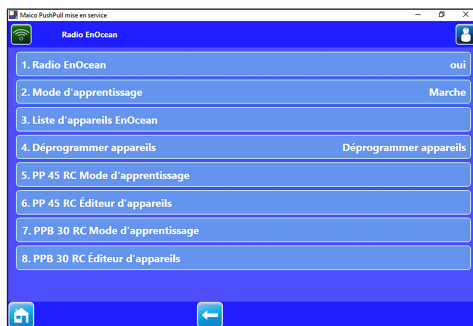 Maico PushPull mise en service
Radio EnOcean
1. Radio EnOcean oui
2. Mode d'apprentissage Marche
3. Liste d'appareils EnOcean
4. Déprogrammer appareils Déprogrammer appareils
5. PP 45 RC Mode d'apprentissage
6. PP 45 RC Éditeur d'appareils
7. PPB 30 RC Mode d'apprentissage
8. PPB 30 RC Éditeur d'appareils